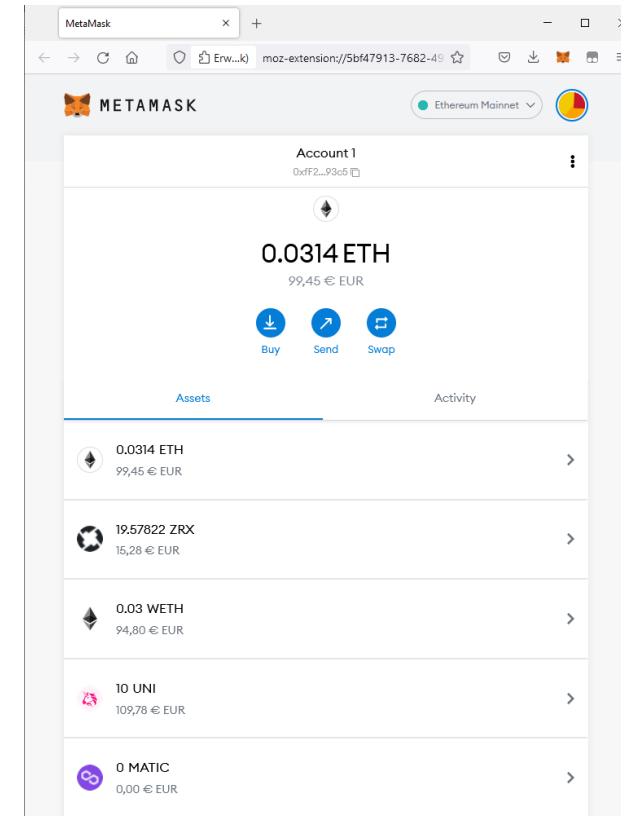 MetaMask
Erw...k) moz-extension://5bf47913-7682-49
METAMASK
Ethereum Mainnet
Account 1
0xfF2...93c5
0.0314 ETH
99,45 € EUR
Buy Send Swap
Assets Activity
0.0314 ETH
99,45 € EUR
19.57822 ZRX
15,28 € EUR
0.03 WETH
94,80 € EUR
10 UNI
109,78 € EUR
0 MATIC
0,00 € EUR